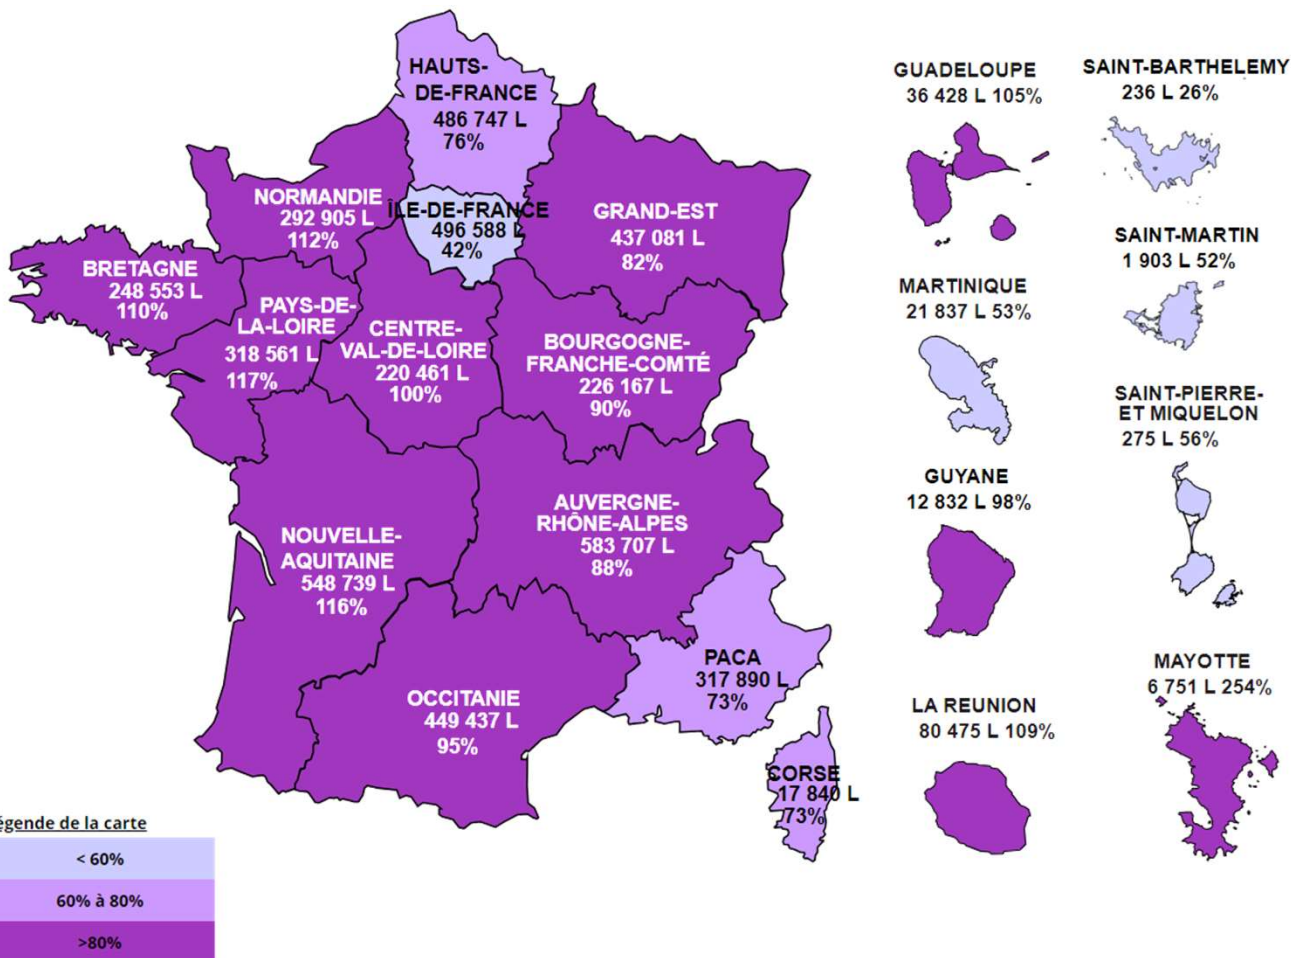 HAUTS-
DE-FRANCE
486 747 L
76%
NORMANDIE
292 905 L
112%
ÎLE-DE-FRANCE
496 588 L
42%
GRAND-EST
437 081 L
82%
BRETAGNE
248 553 L
110%
PAYS-DE-
LA-LOIRE
318 561 L
117%
CENTRE-
VAL-DE-LOIRE
220 461 L
100%
BOURGOGNE-
FRANCHE-COMTÉ
226 167 L
90%
NOUVELLE-
AQUITAINE
548 739 L
116%
AUVERGNE-
RHÔNE-ALPES
583 707 L
88%
OCCITANIE
449 437 L
95%
PACA
317 890 L
73%
CORSE
17 840 L
73%
GUADELOUPE
36 428 L 105%
SAINT-BARTHELEMY
236 L 26%
MARTINIQUE
21 837 L 53%
SAINT-MARTIN
1 903 L 52%
GUYANE
12 832 L 98%
SAINT-PIERRE-
ET MIQUELON
275 L 56%
LA REUNION
80 475 L 109%
MAYOTTE
6 751 L 254%
égende de la carte
< 60%
60% à 80%
>80%